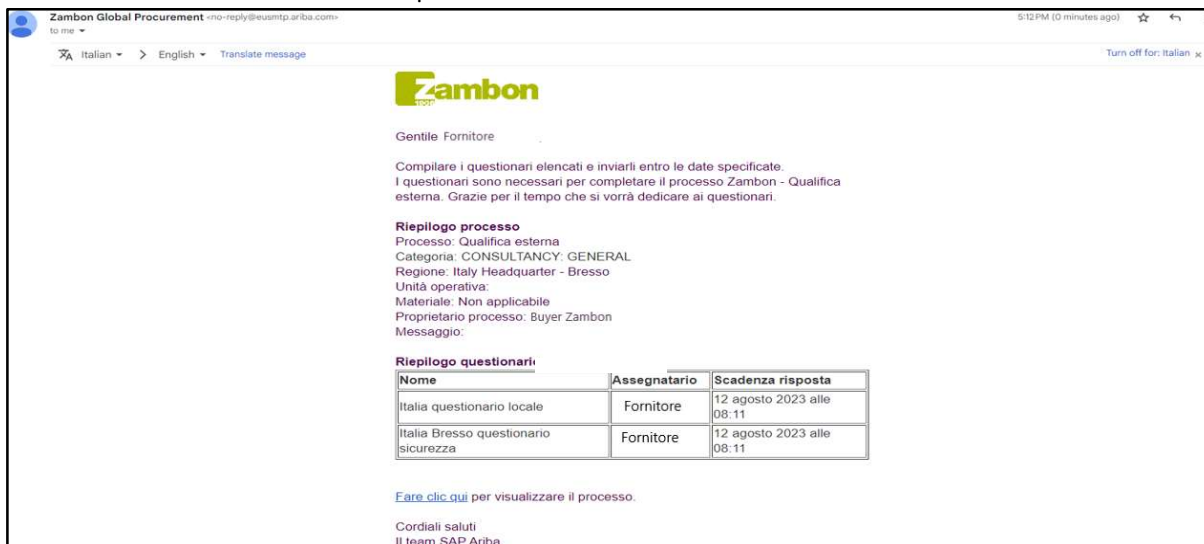 Zambon Global Procurement <no-reply@eusmtp.ariba.com>
5:12 PM (0 minutes ago)
to me
Italian > English Translate message
Turn off for: Italian x
Zambon
1906
Gentile Fornitore
Compilare i questionari elencati e inviarli entro le date specificate.
I questionari sono necessari per completare il processo Zambon - Qualifica
esterna. Grazie per il tempo che si vorrà dedicare ai questionari.
Riepilogo processo
Processo: Qualifica esterna
Categoria: CONSULTANCY: GENERAL
Regione: Italy Headquarter - Bresso
Unità operativa:
Materiale: Non applicabile
Proprietario processo: Buyer Zambon
Messaggio:
Riepilogo questionari
Nome Assegnatario Scadenza risposta
Italia questionario locale Fornitore 12 agosto 2023 alle
08:11
Italia Bresso questionario
sicurezza Fornitore 12 agosto 2023 alle
08:11
Fare clic qui per visualizzare il processo.
Cordiali saluti
Il team SAP Ariba